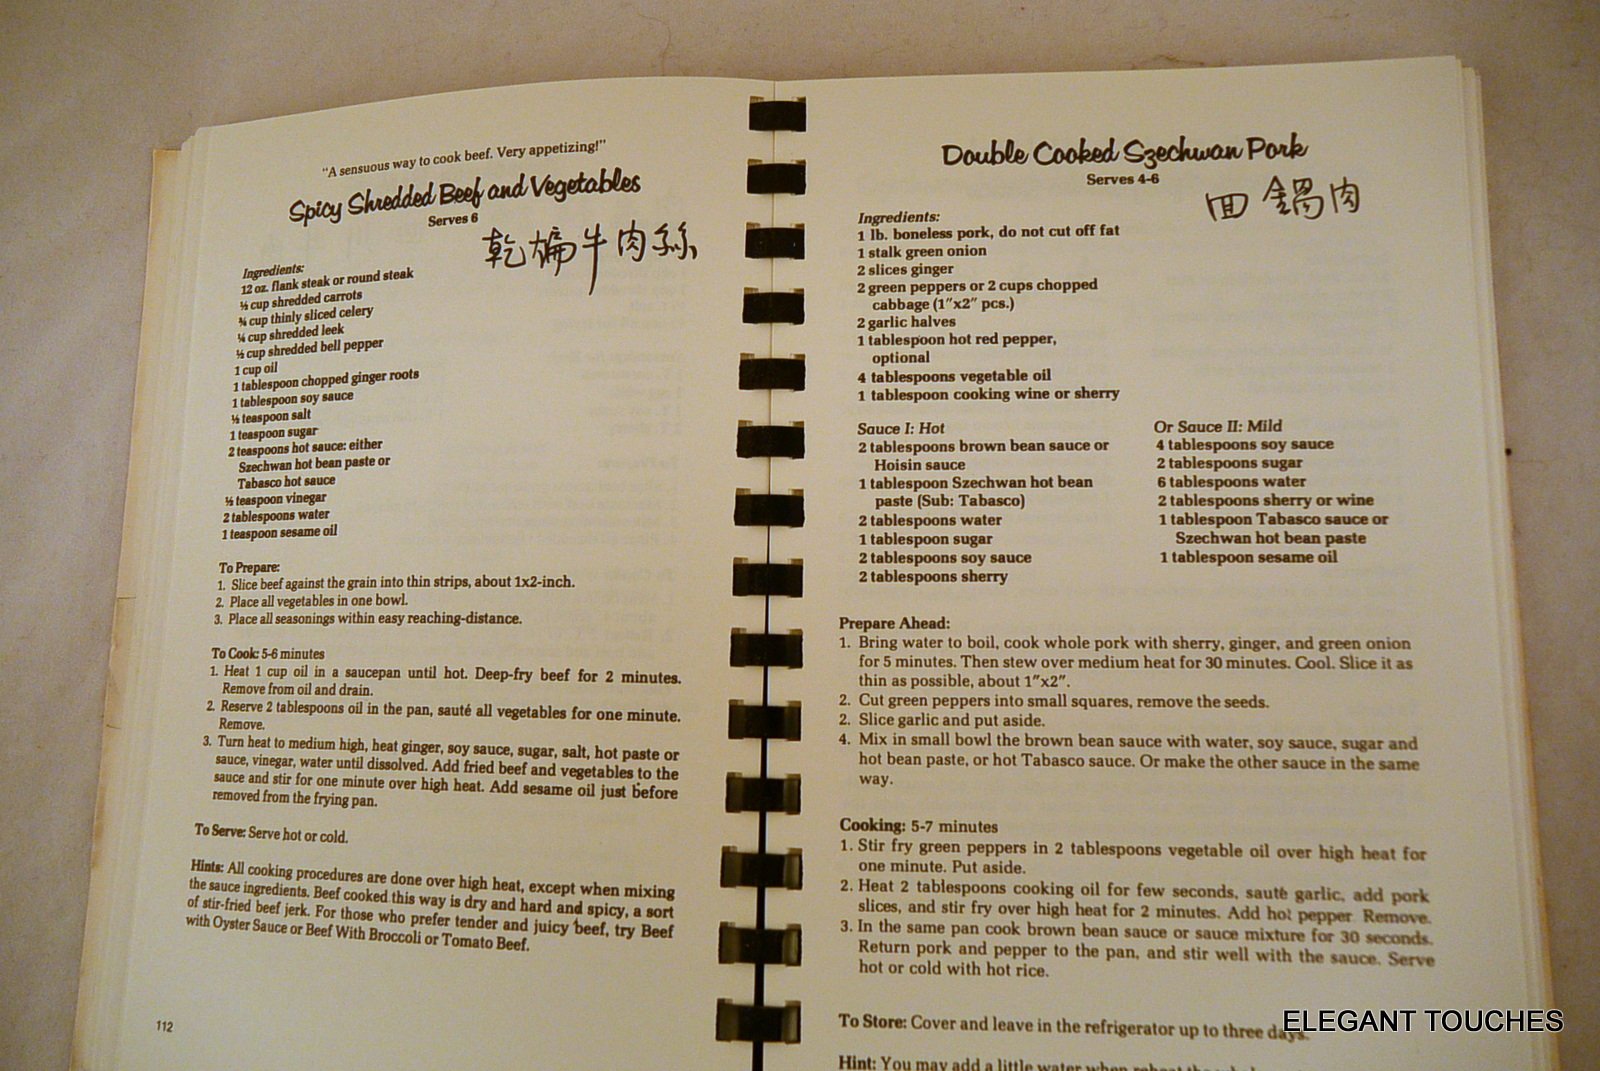 "A sensuous way to cook beef. Very appetizing!"
Spicy Shredded Beef and Vegetables
Serves 6
乾煸牛肉絲
Ingredients:
12 oz. flank steak or round steak
⅓ cup shredded carrots
¾ cup thinly sliced celery
¼ cup shredded leek
⅓ cup shredded bell pepper
1 cup oil
1 tablespoon chopped ginger roots
1 tablespoon soy sauce
½ teaspoon salt
1 teaspoon sugar
2 teaspoons hot sauce: either
Szechwan hot bean paste or
Tabasco hot sauce
½ teaspoon vinegar
2 tablespoons water
1 teaspoon sesame oil
To Prepare:
1. Slice beef against the grain into thin strips, about 1x2-inch.
2. Place all vegetables in one bowl.
3. Place all seasonings within easy reaching-distance.
To Cook: 5-6 minutes
1. Heat 1 cup oil in a saucepan until hot. Deep-fry beef for 2 minutes.
Remove from oil and drain.
2. Reserve 2 tablespoons oil in the pan, sauté all vegetables for one minute.
Remove.
3. Turn heat to medium high, heat ginger, soy sauce, sugar, salt, hot paste or
sauce, vinegar, water until dissolved. Add fried beef and vegetables to the
sauce and stir for one minute over high heat. Add sesame oil just before
removed from the frying pan.
To Serve: Serve hot or cold.
Hints: All cooking procedures are done over high heat, except when mixing
the sauce ingredients. Beef cooked this way is dry and hard and spicy, a sort
of stir-fried beef jerk. For those who prefer tender and juicy beef, try Beef
with Oyster Sauce or Beef With Broccoli or Tomato Beef.
112
Double Cooked Szechwan Pork
Serves 4-6
回鍋肉
Ingredients:
1 lb. boneless pork, do not cut off fat
1 stalk green onion
2 slices ginger
2 green peppers or 2 cups chopped
cabbage (1"x2" pcs.)
2 garlic halves
1 tablespoon hot red pepper,
optional
4 tablespoons vegetable oil
1 tablespoon cooking wine or sherry
Sauce I: Hot
2 tablespoons brown bean sauce or
Hoisin sauce
1 tablespoon Szechwan hot bean
paste (Sub: Tabasco)
2 tablespoons water
1 tablespoon sugar
2 tablespoons soy sauce
2 tablespoons sherry
Or Sauce II: Mild
4 tablespoons soy sauce
2 tablespoons sugar
6 tablespoons water
2 tablespoons sherry or wine
1 tablespoon Tabasco sauce or
Szechwan hot bean paste
1 tablespoon sesame oil
Prepare Ahead:
1. Bring water to boil, cook whole pork with sherry, ginger, and green onion
for 5 minutes. Then stew over medium heat for 30 minutes. Cool. Slice it as
thin as possible, about 1"x2".
2. Cut green peppers into small squares, remove the seeds.
2. Slice garlic and put aside.
4. Mix in small bowl the brown bean sauce with water, soy sauce, sugar and
hot bean paste, or hot Tabasco sauce. Or make the other sauce in the same
way.
Cooking: 5-7 minutes
1. Stir fry green peppers in 2 tablespoons vegetable oil over high heat for
one minute. Put aside.
2. Heat 2 tablespoons cooking oil for few seconds, sauté garlic, add pork
slices, and stir fry over high heat for 2 minutes. Add hot pepper. Remove.
3. In the same pan cook brown bean sauce or sauce mixture for 30 seconds.
Return pork and pepper to the pan, and stir well with the sauce. Serve
hot or cold with hot rice.
To Store: Cover and leave in the refrigerator up to three days.
Hint: You may add a little water when
ELEGANT TOUCHES